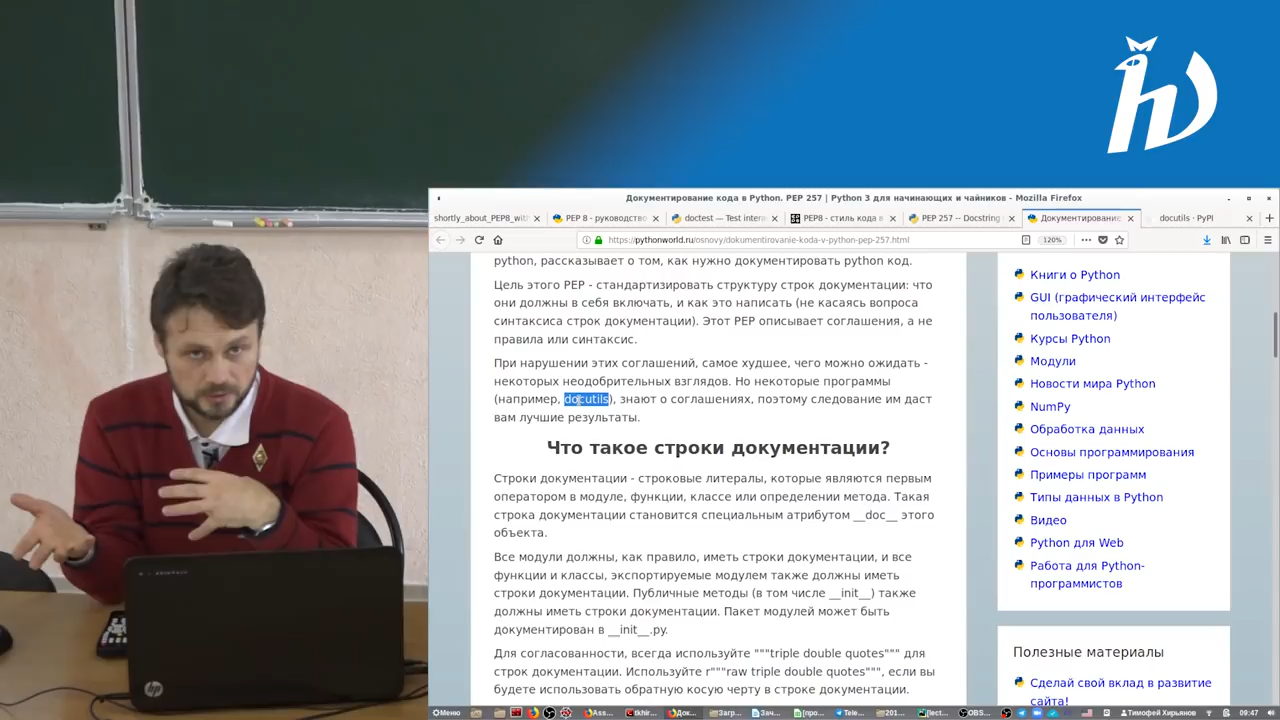 Документирование кода в Python. PEP 257 | Python 3 для начинающих и чайников - Mozilla Firefox
shortly_about_PEP8_with
PEP 8 - руководство
doctest — Test intera
PEP8 - стиль кода в
PEP 257 -- Docstring
Документирование
docutils · PyPI
https://pythonworld.ru/osnovy/dokumentirovanie-koda-v-python-pep-257.html
120%
python, рассказывает о том, как нужно документировать python код.
Цель этого PEP - стандартизировать структуру строк документации: что
они должны в себя включать, и как это написать (не касаясь вопроса
синтаксиса строк документации). Этот PEP описывает соглашения, а не
правила или синтаксис.
При нарушении этих соглашений, самое худшее, чего можно ожидать -
некоторых неодобрительных взглядов. Но некоторые программы
(например, docutils), знают о соглашениях, поэтому следование им даст
вам лучшие результаты.
Что такое строки документации?
Строки документации - строковые литералы, которые являются первым
оператором в модуле, функции, классе или определении метода. Такая
строка документации становится специальным атрибутом __doc__ этого
объекта.
Все модули должны, как правило, иметь строки документации, и все
функции и классы, экспортируемые модулем также должны иметь
строки документации. Публичные методы (в том числе __init__) также
должны иметь строки документации. Пакет модулей может быть
документирован в __init__.py.
Для согласованности, всегда используйте """triple double quotes""" для
строк документации. Используйте r"""raw triple double quotes""", если вы
будете использовать обратную косую черту в строке документации.
Книги о Python
GUI (графический интерфейс
пользователя)
Курсы Python
Модули
Новости мира Python
NumPy
Обработка данных
Основы программирования
Примеры программ
Типы данных в Python
Видео
Python для Web
Работа для Python-
программистов
Полезные материалы
Сделай свой вклад в развитие
сайта!
hp
Меню
Ass...
tkhir...
Док...
Загр...
Зач...
[про...
Tele...
201...
[lect...
OBS...
Тимофей Хирьянов
09:47